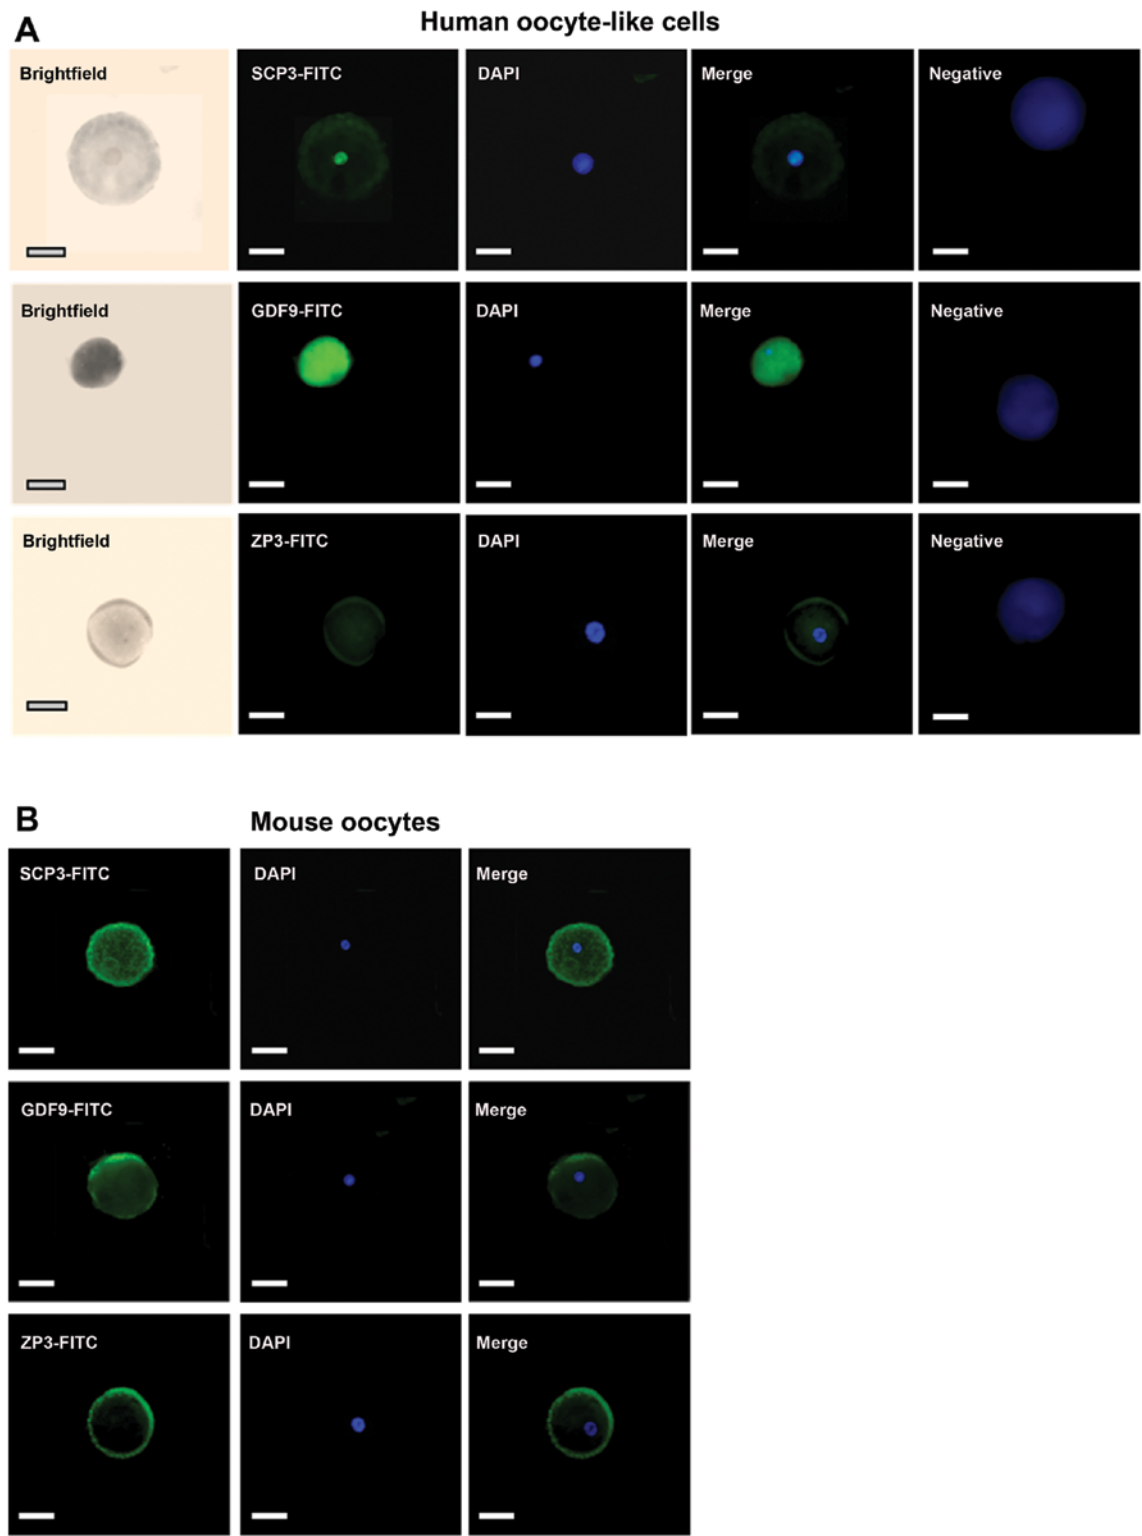 A
Human oocyte-like cells
Brightfield
SCP3-FITC
DAPI
Merge
Negative
Brightfield
GDF9-FITC
DAPI
Merge
Negative
Brightfield
ZP3-FITC
DAPI
Merge
Negative
B
Mouse oocytes
SCP3-FITC
DAPI
Merge
GDF9-FITC
DAPI
Merge
ZP3-FITC
DAPI
Merge